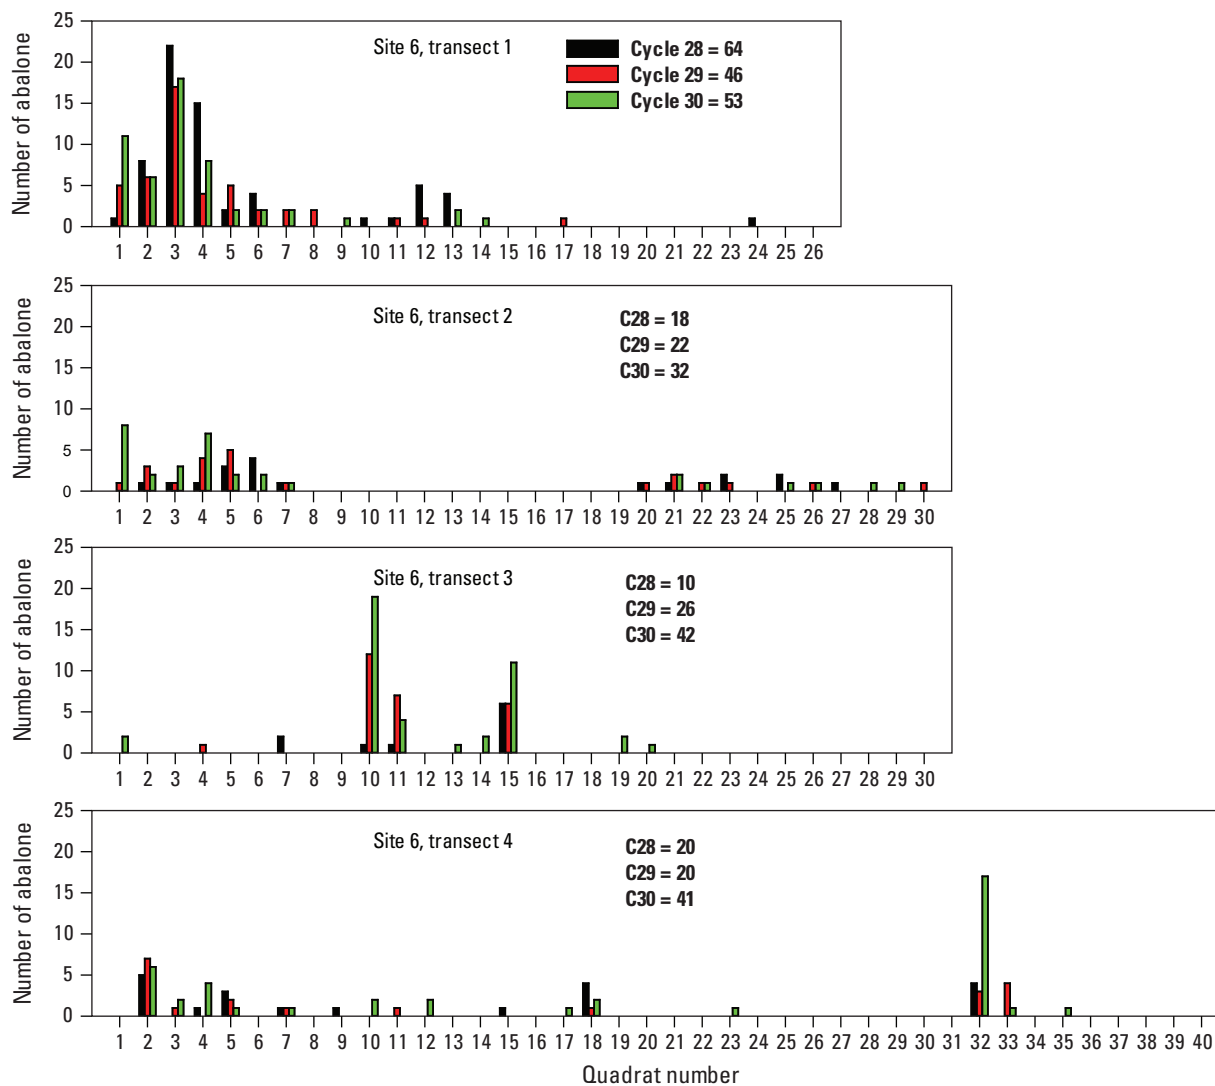 25
20
15
10
5
0
Number of abalone
Site 6, transect 1
Cycle 28 = 64
Cycle 29 = 46
Cycle 30 = 53
1 2 3 4 5 6 7 8 9 10 11 12 13 14 15 16 17 18 19 20 21 22 23 24 25 26
25
20
15
10
5
0
Number of abalone
Site 6, transect 2
C28 = 18
C29 = 22
C30 = 32
1 2 3 4 5 6 7 8 9 10 11 12 13 14 15 16 17 18 19 20 21 22 23 24 25 26 27 28 29 30
25
20
15
10
5
0
Number of abalone
Site 6, transect 3
C28 = 10
C29 = 26
C30 = 42
1 2 3 4 5 6 7 8 9 10 11 12 13 14 15 16 17 18 19 20 21 22 23 24 25 26 27 28 29 30
25
20
15
10
5
0
Number of abalone
Site 6, transect 4
C28 = 20
C29 = 20
C30 = 41
1 2 3 4 5 6 7 8 9 10 11 12 13 14 15 16 17 18 19 20 21 22 23 24 25 26 27 28 29 30 31 32 33 34 35 36 37 38 39 40
Quadrat number